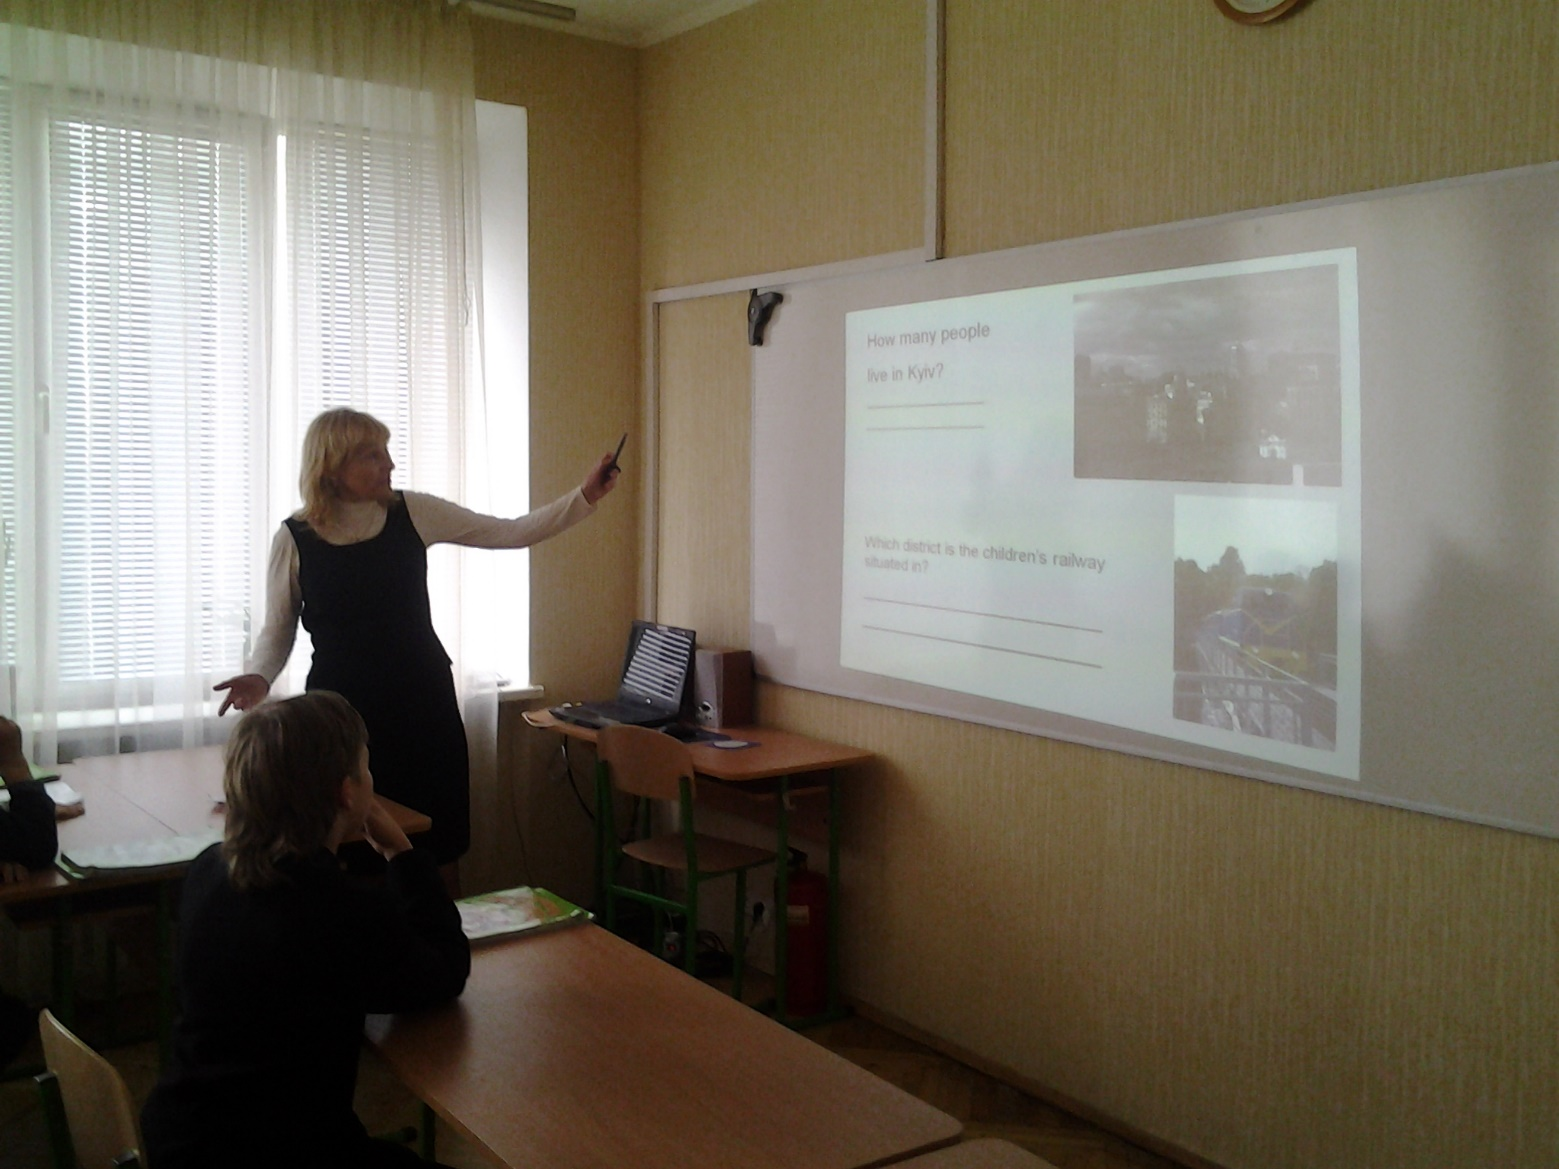 How many people
live in Kyiv?
Which district is the children's railway
situated in?